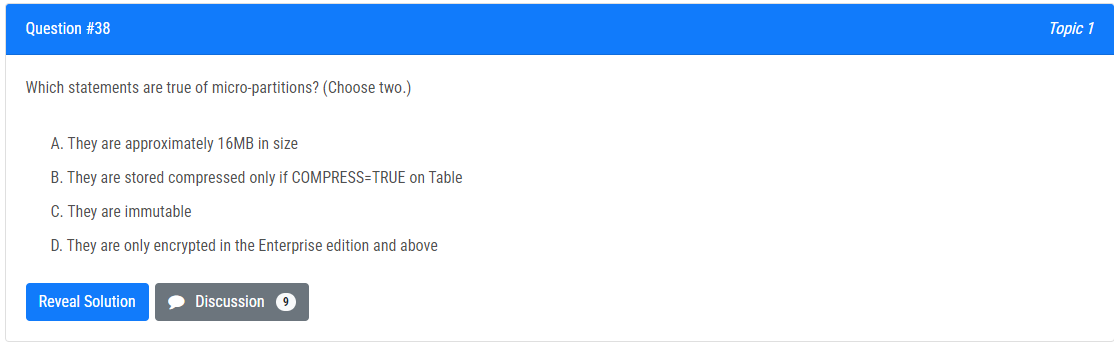 Question #38
Topic 1
Which statements are true of micro-partitions? (Choose two.)
A. They are approximately 16MB in size
B. They are stored compressed only if COMPRESS=TRUE on Table
C. They are immutable
D. They are only encrypted in the Enterprise edition and above
Reveal Solution
Discussion 9